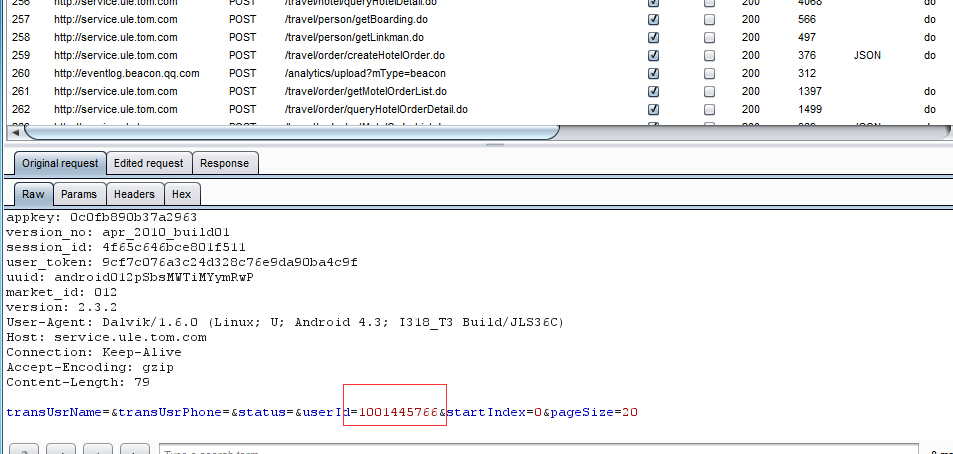 256 http://service.ule.tom.com POST /travel/hotel/queryHotelDetail.do 200 4068 do
257 http://service.ule.tom.com POST /travel/person/getBoarding.do 200 566 do
258 http://service.ule.tom.com POST /travel/person/getLinkman.do 200 497 do
259 http://service.ule.tom.com POST /travel/order/createHotelOrder.do 200 376 JSON do
260 http://eventlog.beacon.qq.com POST /analytics/upload?mType=beacon 200 312
261 http://service.ule.tom.com POST /travel/order/getMotelOrderList.do 200 1397 do
262 http://service.ule.tom.com POST /travel/order/queryHotelOrderDetail.do 200 1499 do
Original request Edited request Response
Raw Params Headers Hex
appkey: 0c0fb890b37a2963
version_no: apr_2010_build01
session_id: 4f65c646bce801f511
user_token: 9cf7c076a3c24d328c76e9da90ba4c9f
uuid: android012pSbsMWTiMYymRwP
market_id: 012
version: 2.3.2
User-Agent: Dalvik/1.6.0 (Linux; U; Android 4.3; I318_T3 Build/JLS36C)
Host: service.ule.tom.com
Connection: Keep-Alive
Accept-Encoding: gzip
Content-Length: 79
transUsrName=&transUsrPhone=&status=&userId=1001445766&startIndex=0&pageSize=20